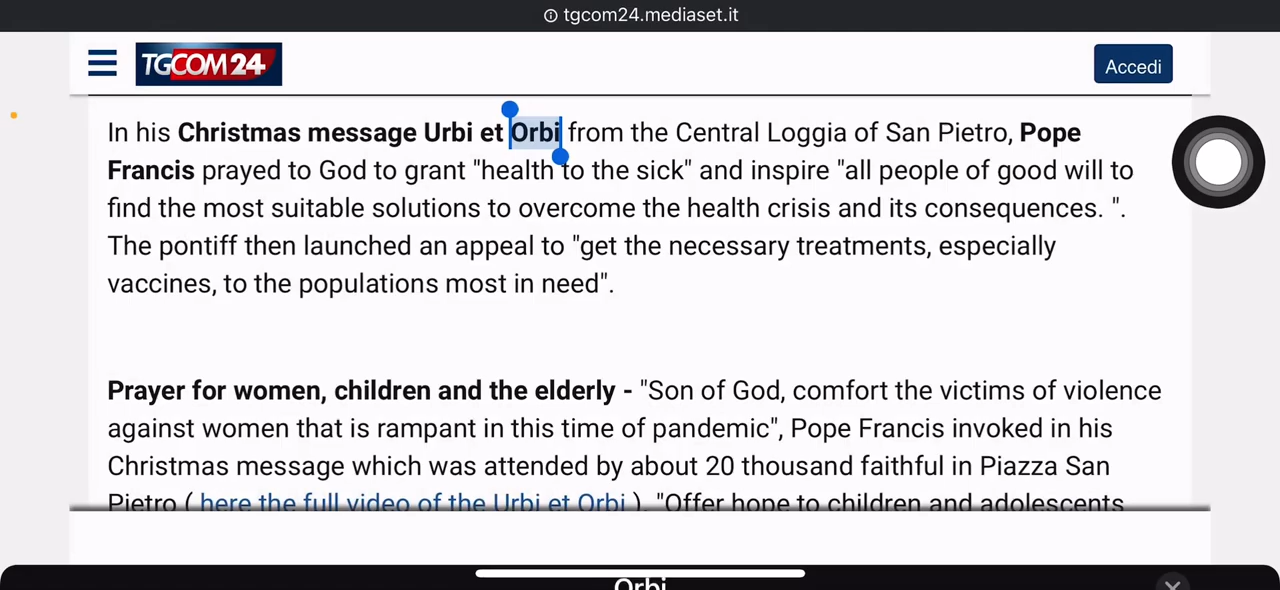 tgcom24.mediaset.it
TGCOM24
Accedi
In his Christmas message Urbi et Orbi from the Central Loggia of San Pietro, Pope
Francis prayed to God to grant "health to the sick" and inspire "all people of good will to
find the most suitable solutions to overcome the health crisis and its consequences. ".
The pontiff then launched an appeal to "get the necessary treatments, especially
vaccines, to the populations most in need".
Prayer for women, children and the elderly - "Son of God, comfort the victims of violence
against women that is rampant in this time of pandemic", Pope Francis invoked in his
Christmas message which was attended by about 20 thousand faithful in Piazza San
Pietro ( here the full video of the Urbi et Orbi ). "Offer hope to children and adolescents
Orbi